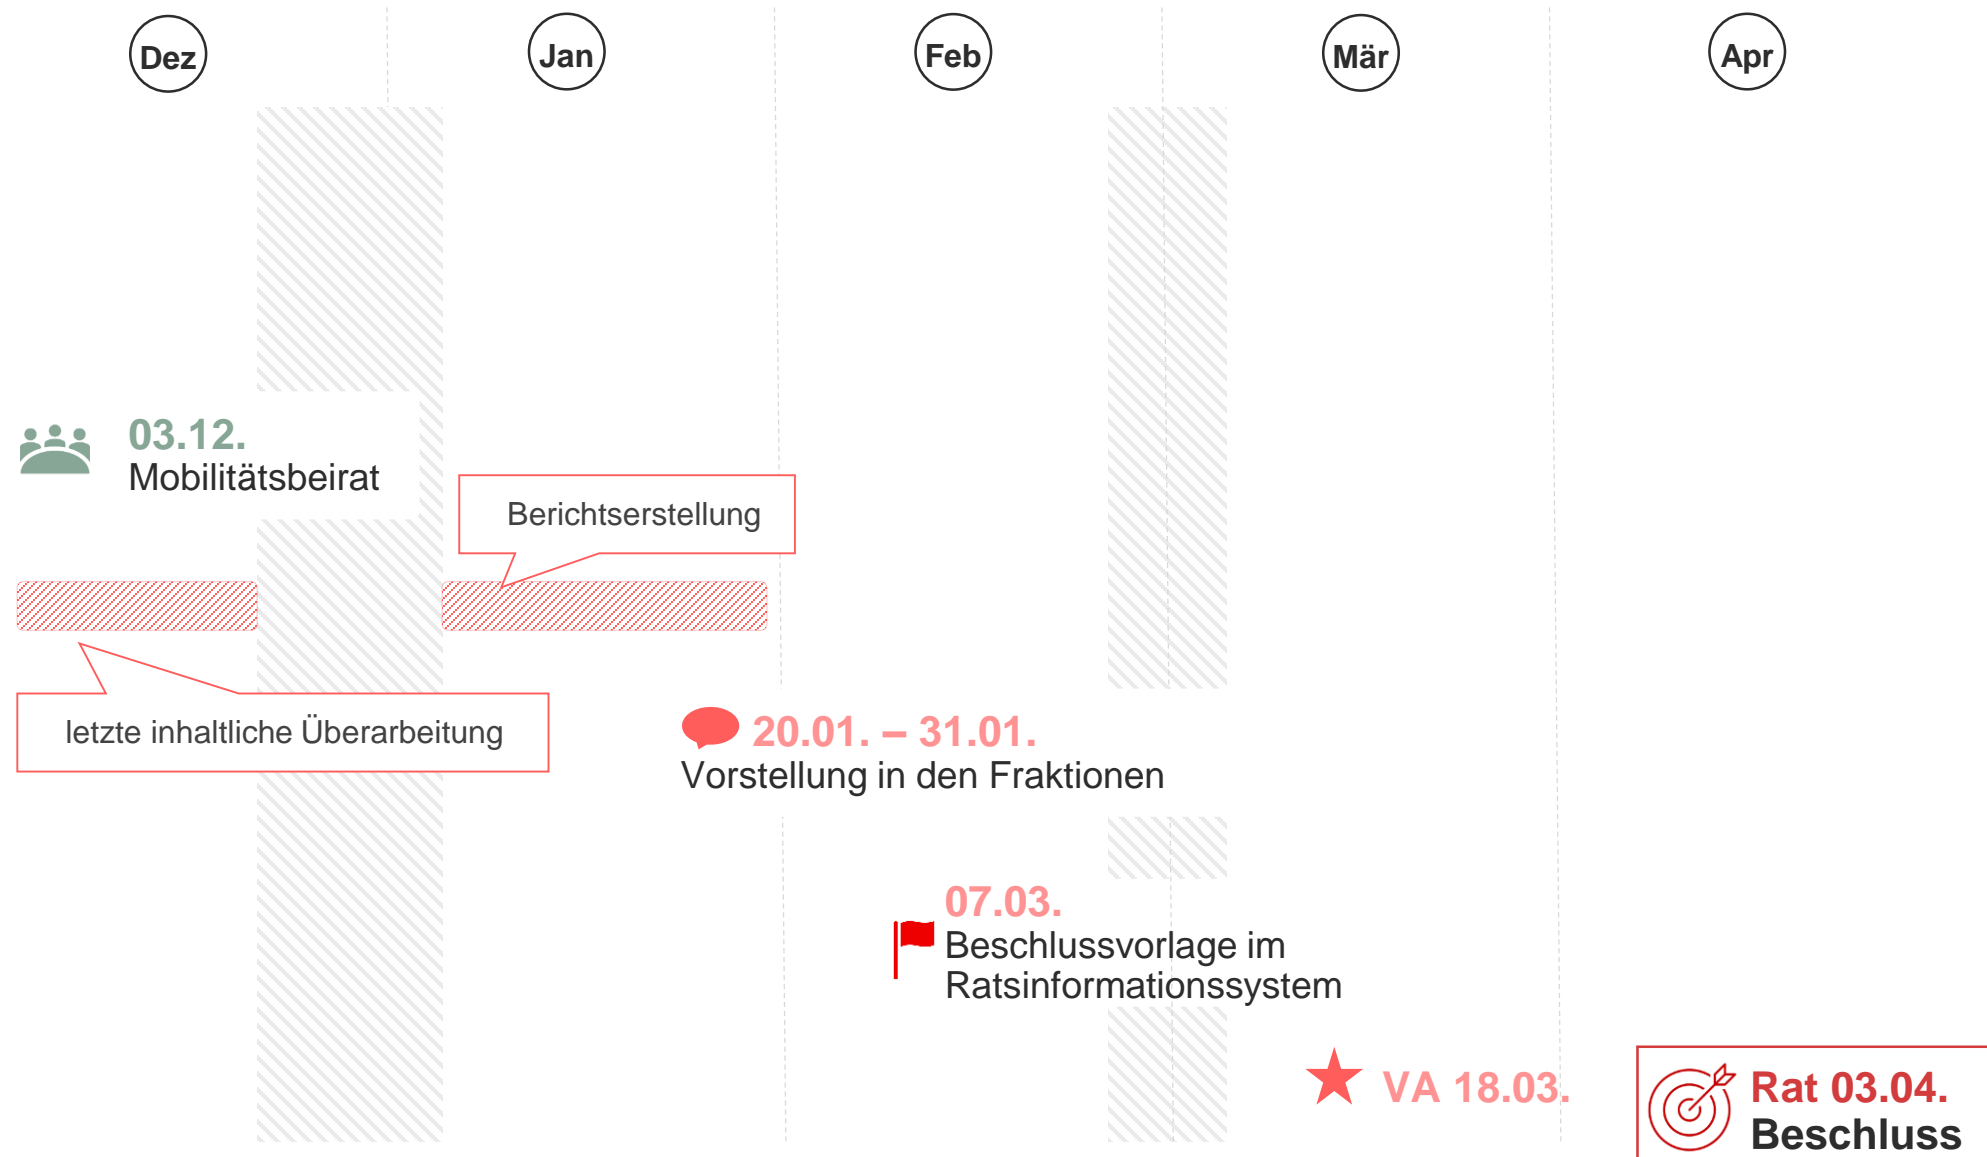 Dez
Jan
Feb
Mär
Apr
03.12.
Mobilitätsbeirat
Berichtserstellung
letzte inhaltliche Überarbeitung
20.01. – 31.01.
Vorstellung in den Fraktionen
07.03.
Beschlussvorlage im
Ratsinformationssystem
VA 18.03.
Rat 03.04.
Beschluss